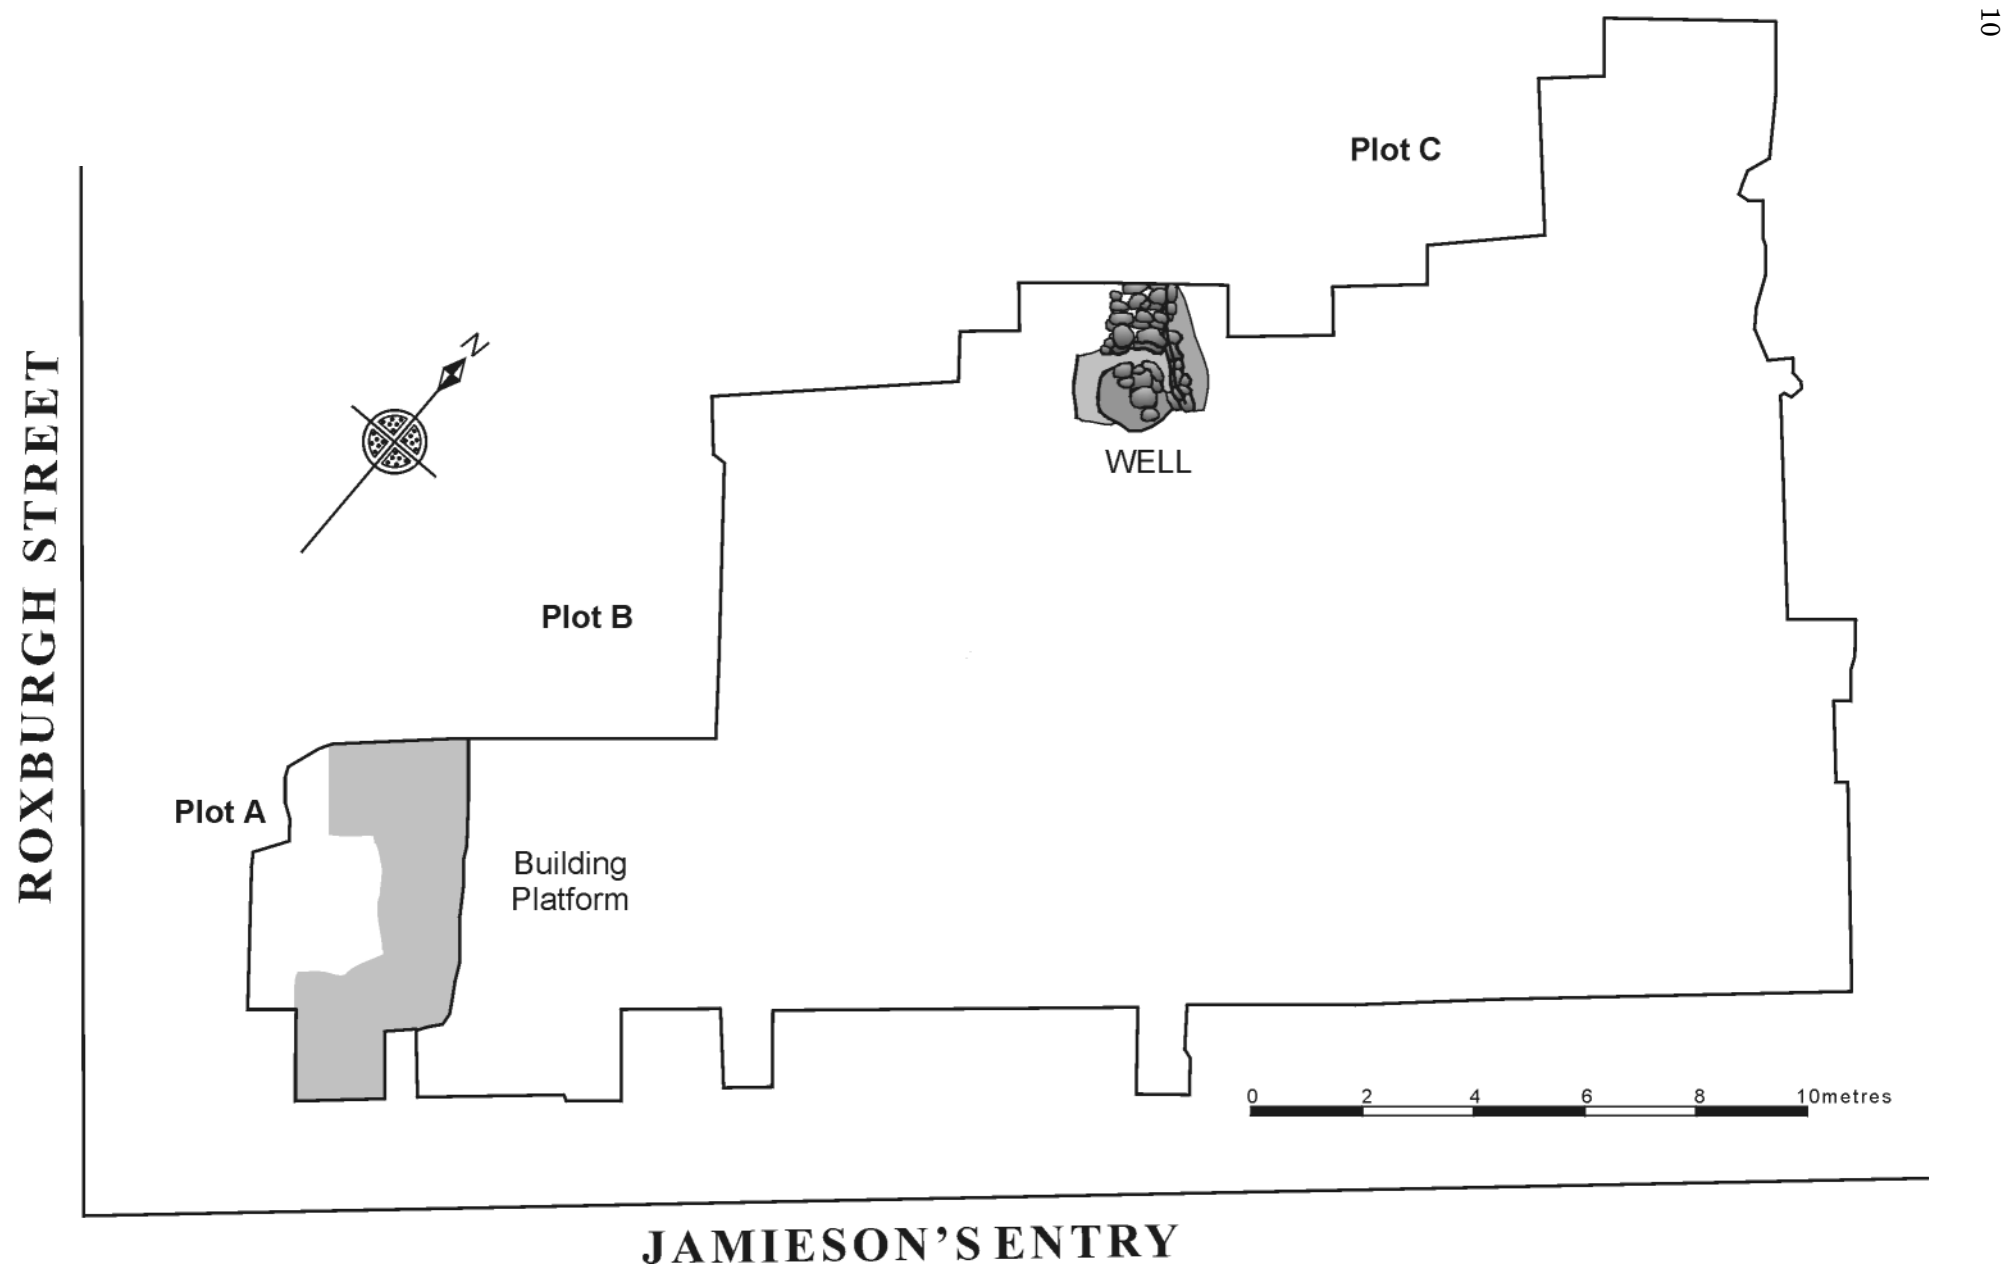 10
Plot C
N
WELL
ROXBURGH STREET
Plot B
Plot A
Building
Platform
0 2 4 6 8 10metres
JAMIESON'S ENTRY